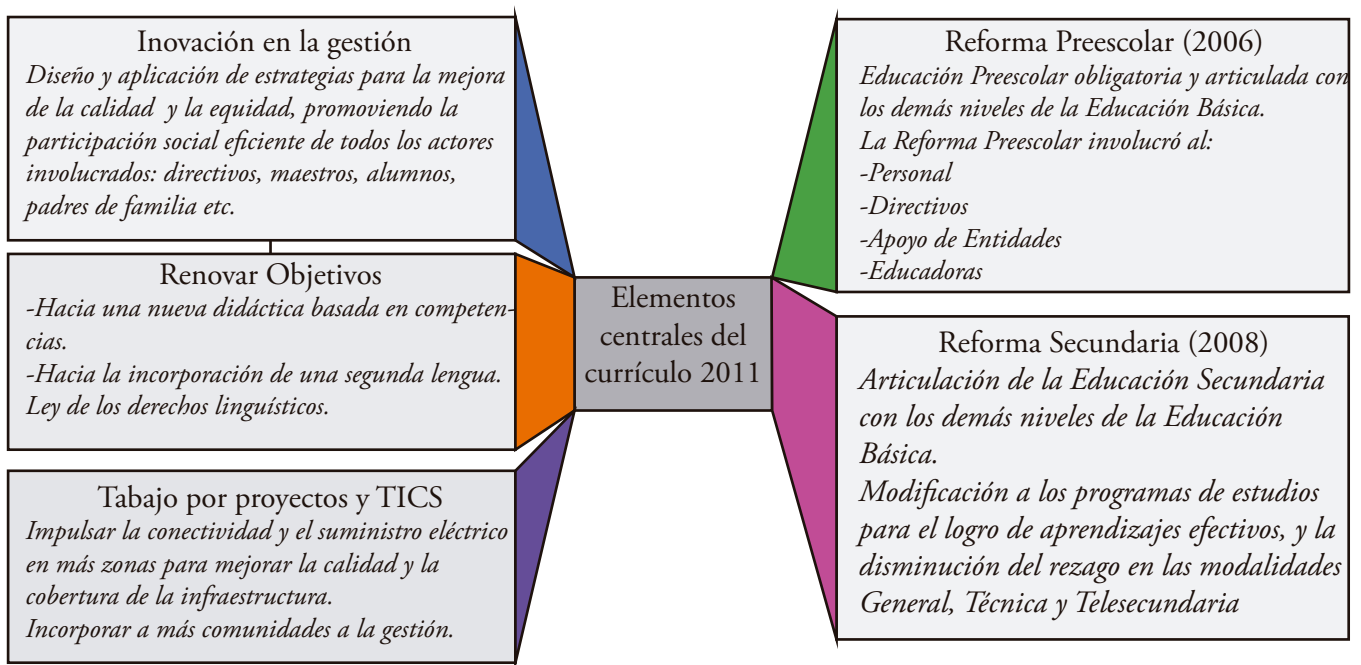 Inovación en la gestión
Diseño y aplicación de estrategias para la mejora
de la calidad y la equidad, promoviendo la
participación social eficiente de todos los actores
involucrados: directivos, maestros, alumnos,
padres de familia etc.
Renovar Objetivos
-Hacia una nueva didáctica basada en competen-
cias.
-Hacia la incorporación de una segunda lengua.
Ley de los derechos linguísticos.
Tabajo por proyectos y TICS
Impulsar la conectividad y el suministro eléctrico
en más zonas para mejorar la calidad y la
cobertura de la infraestructura.
Incorporar a más comunidades a la gestión.
Elementos
centrales del
currículo 2011
Reforma Preescolar (2006)
Educación Preescolar obligatoria y articulada con
los demás niveles de la Educación Básica.
La Reforma Preescolar involucró al:
-Personal
-Directivos
-Apoyo de Entidades
-Educadoras
Reforma Secundaria (2008)
Articulación de la Educación Secundaria
con los demás niveles de la Educación
Básica.
Modificación a los programas de estudios
para el logro de aprendizajes efectivos, y la
disminución del rezago en las modalidades
General, Técnica y Telesecundaria